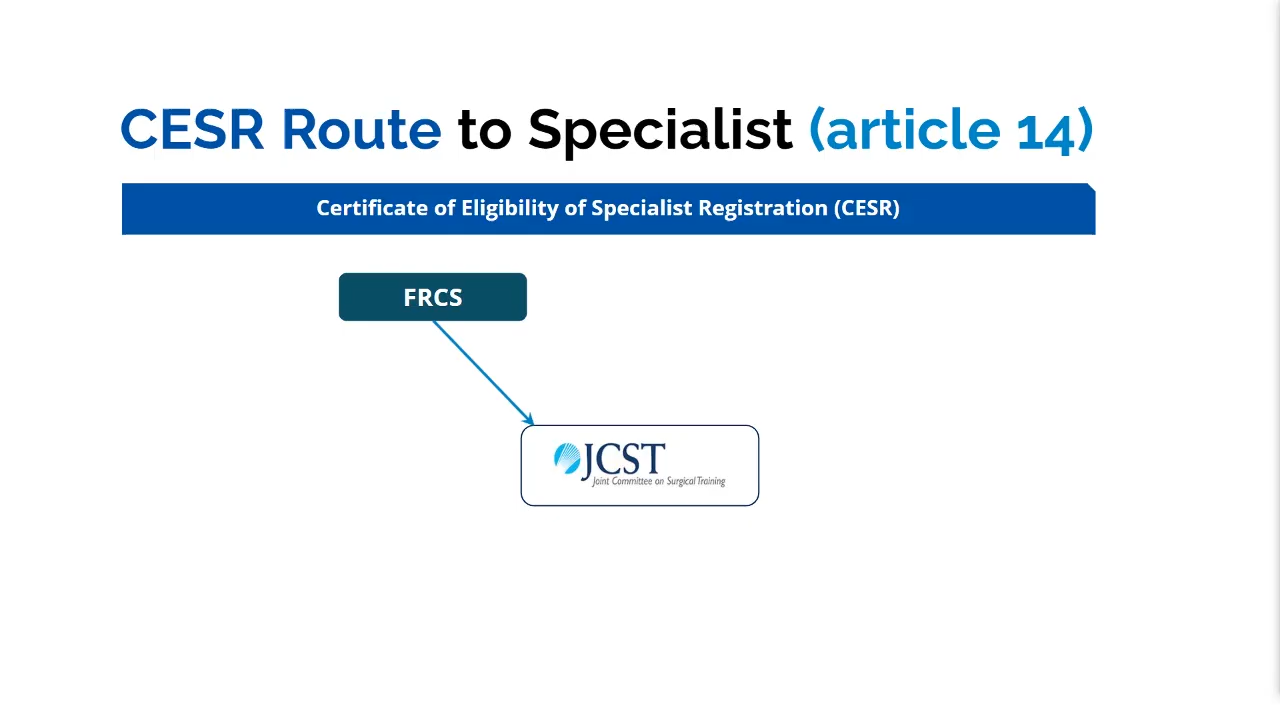 CESR Route to Specialist (article 14)
Certificate of Eligibility of Specialist Registration (CESR)
FRCS
JCST
Joint Committee on Surgical Training